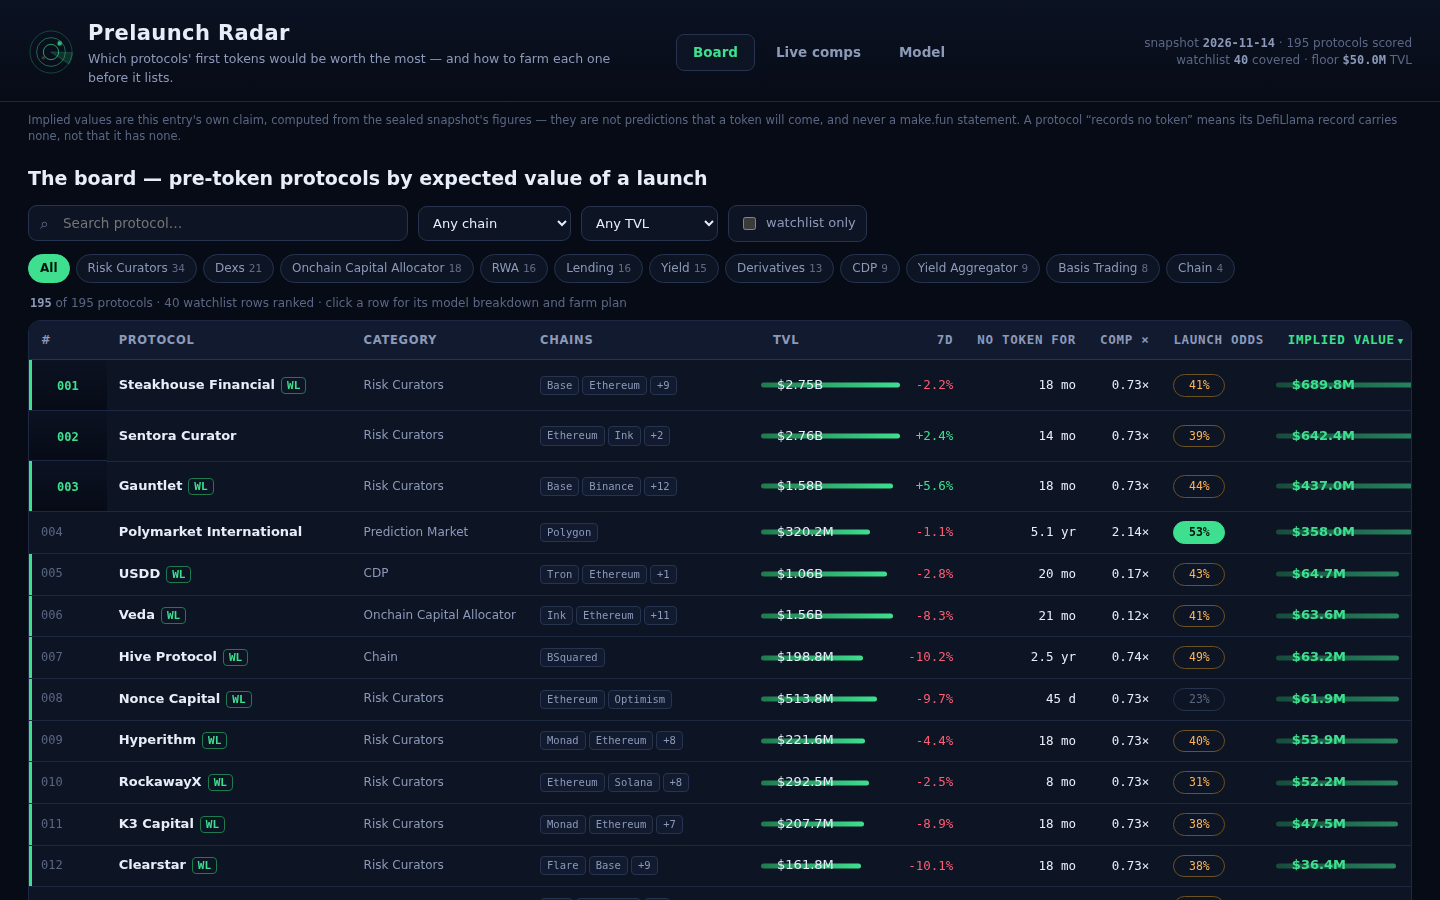 Prelaunch Radar
Which protocols' first tokens would be worth the most — and how to farm each one
before it lists.
Board Live comps Model
snapshot 2026-11-14 · 195 protocols scored
watchlist 40 covered · floor $50.0M TVL
Implied values are this entry's own claim, computed from the sealed snapshot's figures — they are not predictions that a token will come, and never a make.fun statement. A protocol “records no token” means its DefiLlama record carries
none, not that it has none.
The board — pre-token protocols by expected value of a launch
Search protocol… Any chain Any TVL watchlist only
All Risk Curators 34 Dexs 21 Onchain Capital Allocator 18 RWA 16 Lending 16 Yield 15 Derivatives 13 CDP 9 Yield Aggregator 9 Basis Trading 8 Chain 4
195 of 195 protocols · 40 watchlist rows ranked · click a row for its model breakdown and farm plan
# PROTOCOL CATEGORY CHAINS TVL 7D NO TOKEN FOR COMP × LAUNCH ODDS IMPLIED VALUE ▼
001 Steakhouse Financial WL Risk Curators Base Ethereum +9 $2.75B -2.2% 18 mo 0.73× 41% $689.8M
002 Sentora Curator Risk Curators Ethereum Ink +2 $2.76B +2.4% 14 mo 0.73× 39% $642.4M
003 Gauntlet WL Risk Curators Base Binance +12 $1.58B +5.6% 18 mo 0.73× 44% $437.0M
004 Polymarket International Prediction Market Polygon $320.2M -1.1% 5.1 yr 2.14× 53% $358.0M
005 USDD WL CDP Tron Ethereum +1 $1.06B -2.8% 20 mo 0.17× 43% $64.7M
006 Veda WL Onchain Capital Allocator Ink Ethereum +11 $1.56B -8.3% 21 mo 0.12× 41% $63.6M
007 Hive Protocol WL Chain BSquared $198.8M -10.2% 2.5 yr 0.74× 49% $63.2M
008 Nonce Capital WL Risk Curators Ethereum Optimism $513.8M -9.7% 45 d 0.73× 23% $61.9M
009 Hyperithm WL Risk Curators Monad Ethereum +8 $221.6M -4.4% 18 mo 0.73× 40% $53.9M
010 RockawayX WL Risk Curators Ethereum Solana +8 $292.5M -2.5% 8 mo 0.73× 31% $52.2M
011 K3 Capital WL Risk Curators Monad Ethereum +7 $207.7M -8.9% 18 mo 0.73× 38% $47.5M
012 Clearstar WL Risk Curators Flare Base +9 $161.8M -10.1% 18 mo 0.73× 38% $36.4M